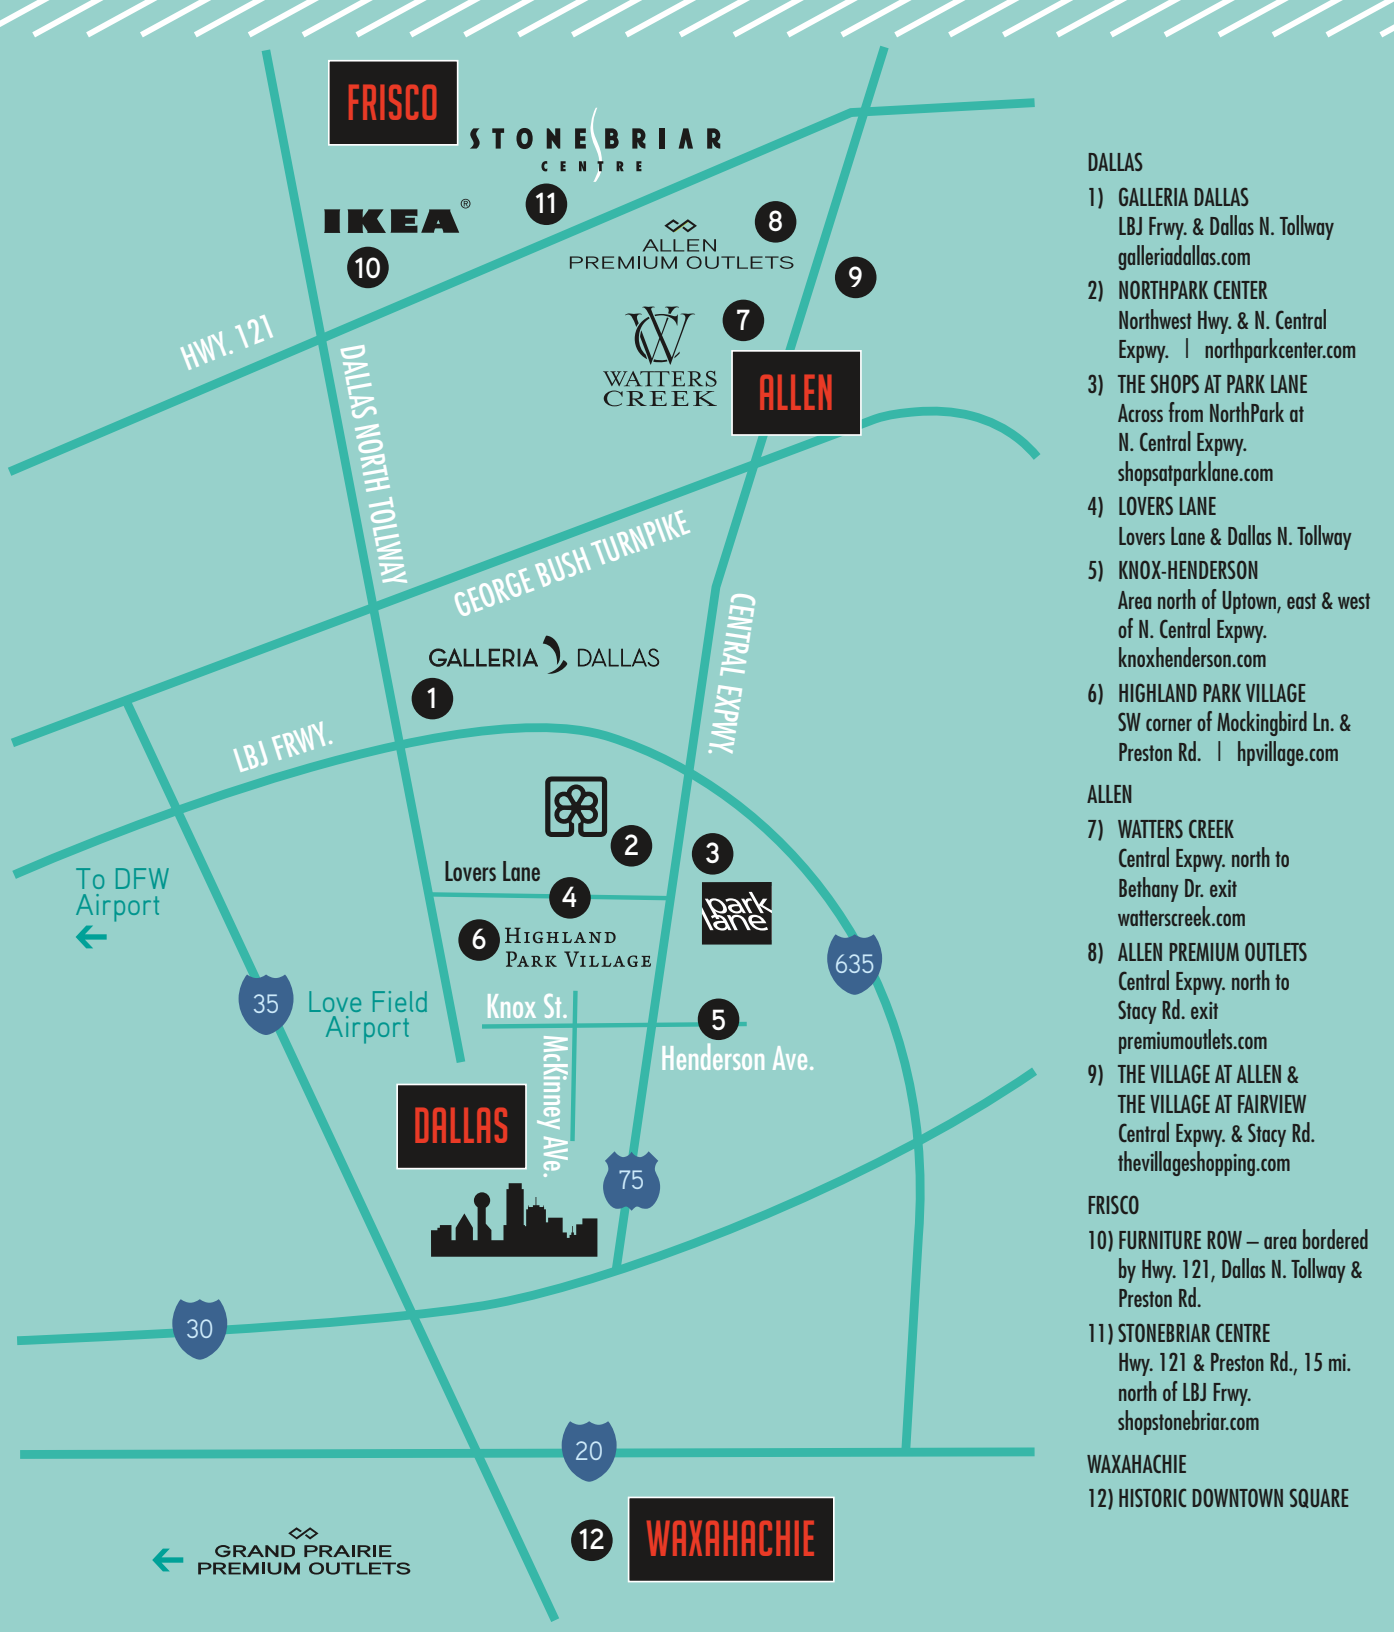 FRISCO
STONEBRIAR
CENTRE
11
IKEA®
10
8
ALLEN
PREMIUM OUTLETS
9
7
WC
WATTERS
CREEK
ALLEN
HWY. 121
DALLAS NORTH TOLLWAY
GEORGE BUSH TURNPIKE
CENTRAL EXPWY.
GALLERIA DALLAS
1
LBJ FRWY.
2
3
park
lane
Lovers Lane
4
6
HIGHLAND
PARK VILLAGE
To DFW
Airport
35
Love Field
Airport
635
Knox St.
5
Henderson Ave.
McKinney AVe.
DALLAS
75
30
20
12
WAXAHACHIE
GRAND PRAIRIE
PREMIUM OUTLETS
DALLAS
1) GALLERIA DALLAS
LBJ Frwy. & Dallas N. Tollway
galleriadallas.com
2) NORTHPARK CENTER
Northwest Hwy. & N. Central
Expwy. | northparkcenter.com
3) THE SHOPS AT PARK LANE
Across from NorthPark at
N. Central Expwy.
shopsatparklane.com
4) LOVERS LANE
Lovers Lane & Dallas N. Tollway
5) KNOX-HENDERSON
Area north of Uptown, east & west
of N. Central Expwy.
knoxhenderson.com
6) HIGHLAND PARK VILLAGE
SW corner of Mockingbird Ln. &
Preston Rd. | hpvillage.com
ALLEN
7) WATTERS CREEK
Central Expwy. north to
Bethany Dr. exit
watterscreek.com
8) ALLEN PREMIUM OUTLETS
Central Expwy. north to
Stacy Rd. exit
premiumoutlets.com
9) THE VILLAGE AT ALLEN &
THE VILLAGE AT FAIRVIEW
Central Expwy. & Stacy Rd.
thevillageshopping.com
FRISCO
10) FURNITURE ROW – area bordered
by Hwy. 121, Dallas N. Tollway &
Preston Rd.
11) STONEBRIAR CENTRE
Hwy. 121 & Preston Rd., 15 mi.
north of LBJ Frwy.
shopstonebriar.com
WAXAHACHIE
12) HISTORIC DOWNTOWN SQUARE